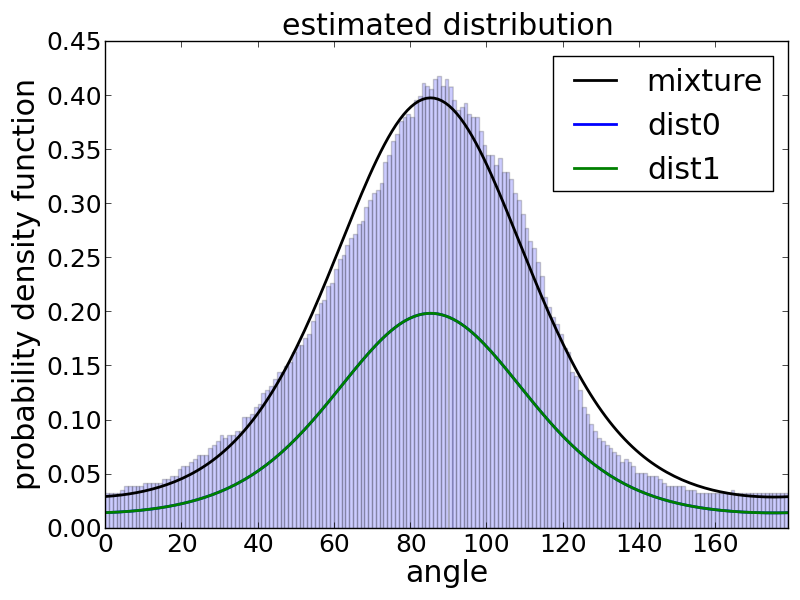 estimated distribution
0.45
0.40
0.35
0.30
0.25
0.20
0.15
0.10
0.05
0.00
probability density function
mixture
dist0
dist1
0 20 40 60 80 100 120 140 160
angle